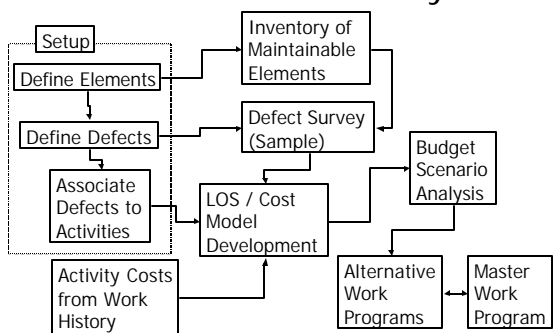 Setup
Define Elements
Define Defects
Associate
Defects to
Activities
Activity Costs
from Work
History
Inventory of
Maintainable
Elements
Defect Survey
(Sample)
LOS / Cost
Model
Development
Budget
Scenario
Analysis
Alternative
Work
Programs
Master
Work
Program